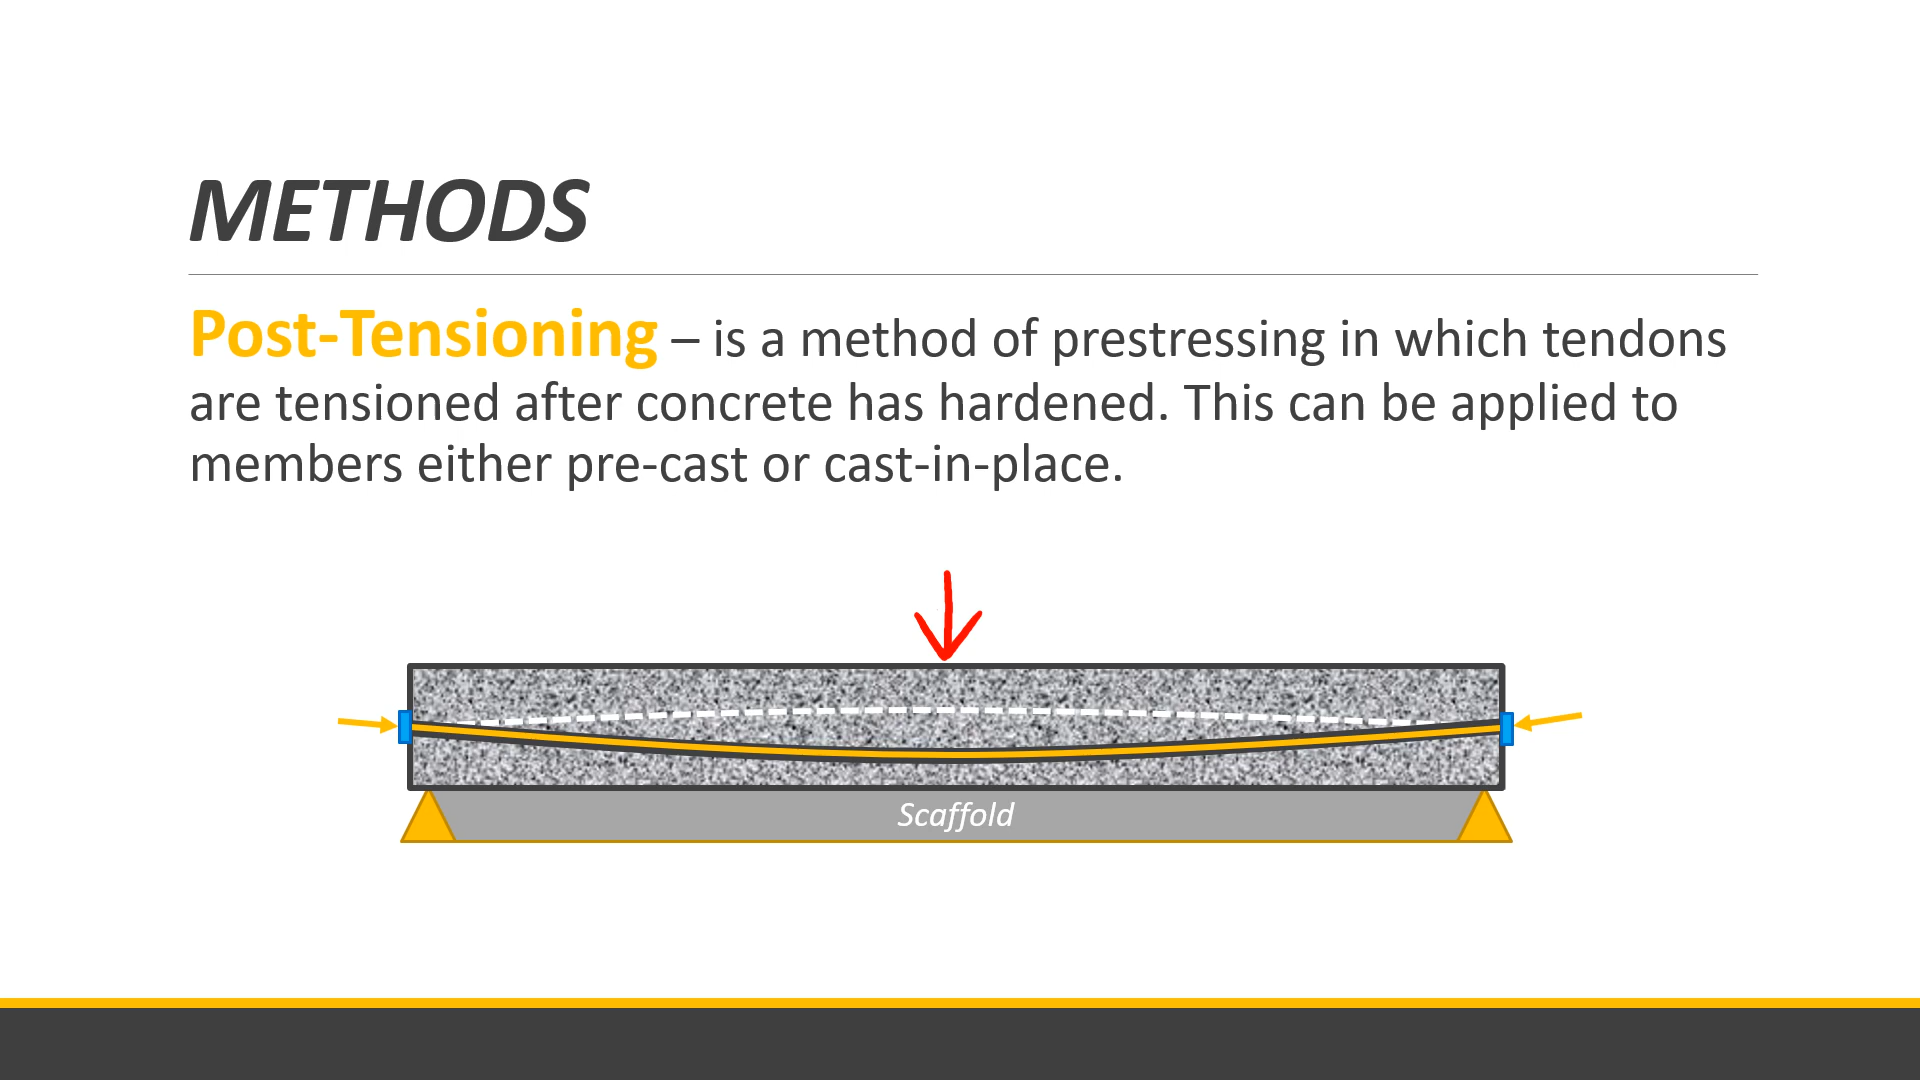 METHODS
Post-Tensioning – is a method of prestressing in which tendons
are tensioned after concrete has hardened. This can be applied to
members either pre-cast or cast-in-place.
Scaffold